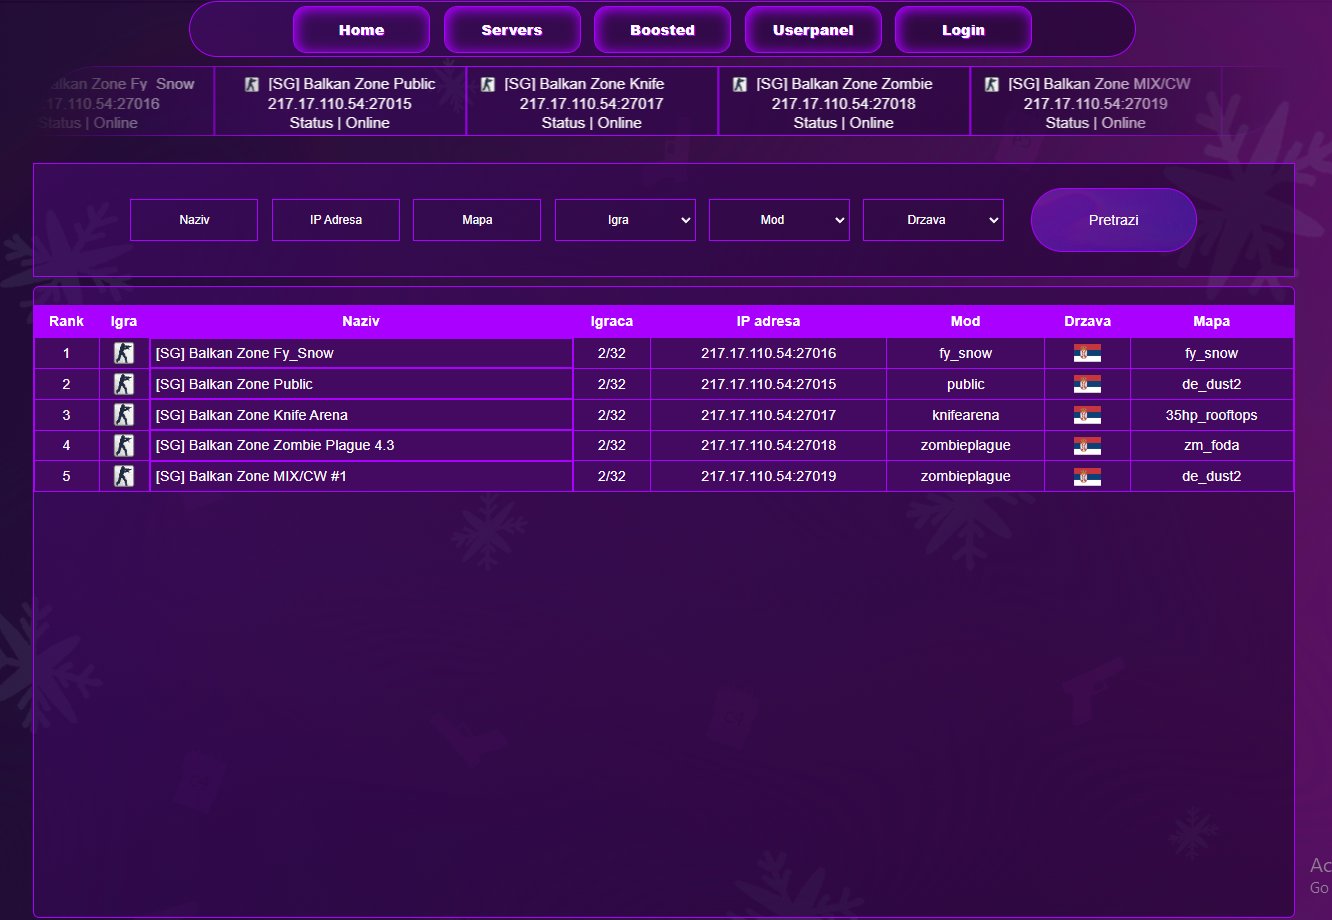 Home Servers Boosted Userpanel Login
alkan Zone Fy_Snow [SG] Balkan Zone Public [SG] Balkan Zone Knife [SG] Balkan Zone Zombie [SG] Balkan Zone MIX/CW
17.110.54:27016 217.17.110.54:27015 217.17.110.54:27017 217.17.110.54:27018 217.17.110.54:27019
Status | Online Status | Online Status | Online Status | Online Status | Online
Naziv IP Adresa Mapa Igra Mod Drzava Pretrazi
Rank Igra Naziv Igraca IP adresa Mod Drzava Mapa
1 [SG] Balkan Zone Fy_Snow 2/32 217.17.110.54:27016 fy_snow fy_snow
2 [SG] Balkan Zone Public 2/32 217.17.110.54:27015 public de_dust2
3 [SG] Balkan Zone Knife Arena 2/32 217.17.110.54:27017 knifearena 35hp_rooftops
4 [SG] Balkan Zone Zombie Plague 4.3 2/32 217.17.110.54:27018 zombieplague zm_foda
5 [SG] Balkan Zone MIX/CW #1 2/32 217.17.110.54:27019 zombieplague de_dust2
Ac
Go